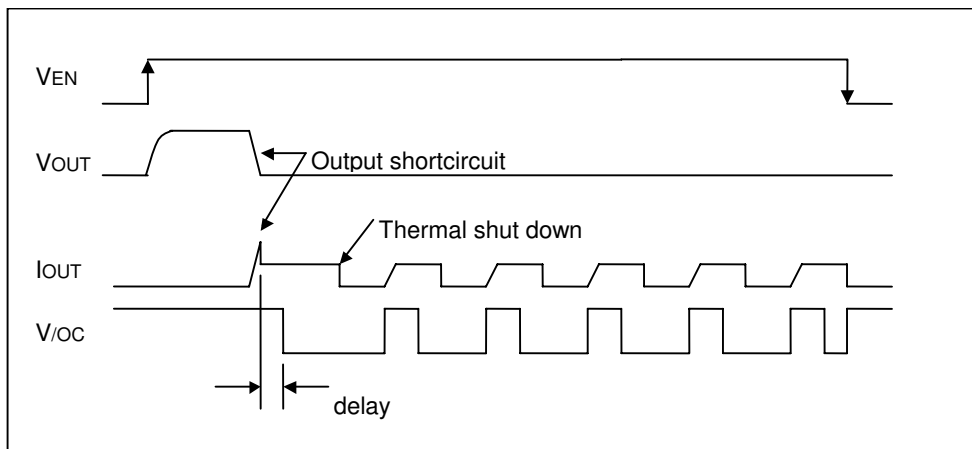 VEN
VOUT
Output shortcircuit
Thermal shut down
IOUT
V/OC
delay